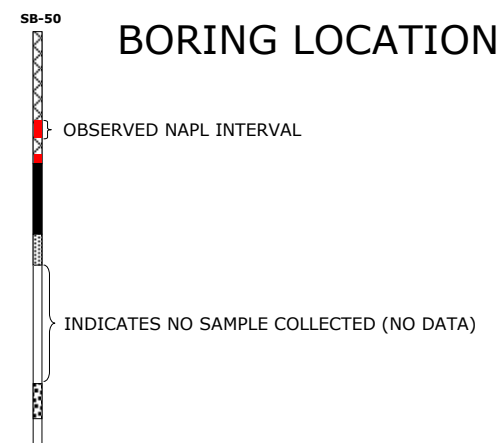 SB-50
BORING LOCATION
OBSERVED NAPL INTERVAL
INDICATES NO SAMPLE COLLECTED (NO DATA)